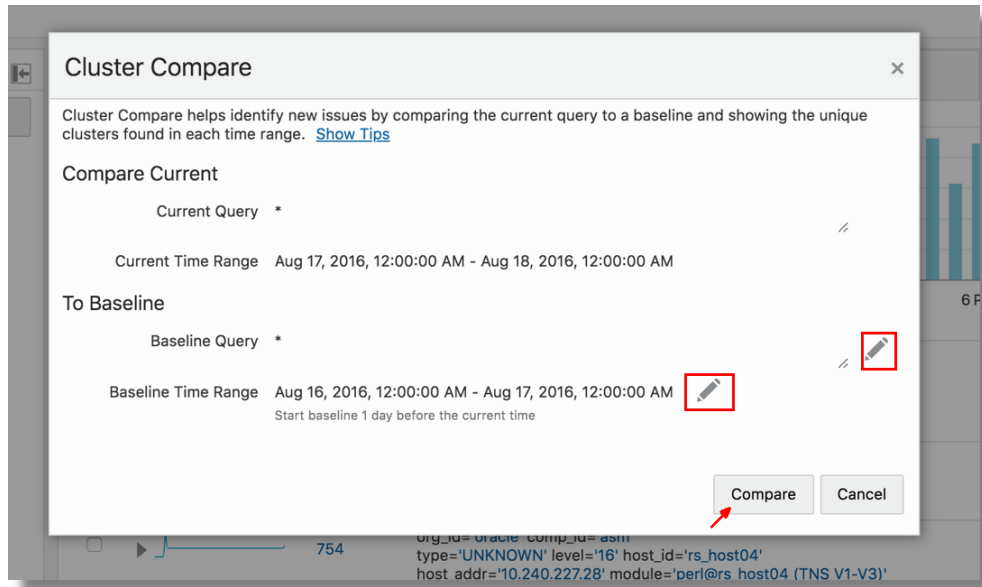 Cluster Compare
×
Cluster Compare helps identify new issues by comparing the current query to a baseline and showing the unique
clusters found in each time range. Show Tips
Compare Current
Current Query *
Current Time Range Aug 17, 2016, 12:00:00 AM - Aug 18, 2016, 12:00:00 AM
6 P
To Baseline
Baseline Query *
Baseline Time Range Aug 16, 2016, 12:00:00 AM - Aug 17, 2016, 12:00:00 AM
Start baseline 1 day before the current time
Compare Cancel
org_id='oracle' comp_id='asm'
754
type='UNKNOWN' level='16' host_id='rs_host04'
host_addr='10.240.227.28' module='perl@rs_host04 (TNS V1-V3)'